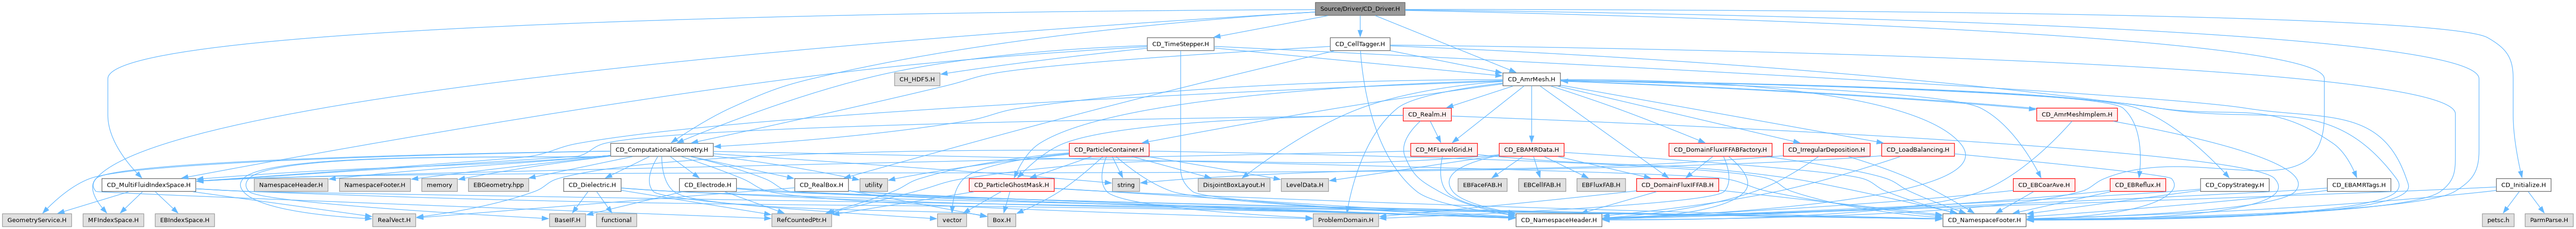 Source/Driver/CD_Driver.H
CD_TimeStepper.H
CD_CellTagger.H
CH_HDF5.H
CD_AmrMesh.H
CD_Realm.H
CD_AmrMeshImplem.H
CD_ComputationalGeometry.H
CD_ParticleContainer.H
CD_MFLevelGrid.H
CD_EBAMRData.H
CD_DomainFluxIFFABFactory.H
CD_IrregularDeposition.H
CD_LoadBalancing.H
CD_MultiFluidIndexSpace.H
NamespaceHeader.H
NamespaceFooter.H
memory
EBGeometry.hpp
CD_Dielectric.H
CD_Electrode.H
CD_RealBox.H
utility
CD_ParticleGhostMask.H
string
DisjointBoxLayout.H
LevelData.H
EBFaceFAB.H
EBCellFAB.H
EBFluxFAB.H
CD_DomainFluxIFFAB.H
CD_EBCoarAve.H
CD_EBReflux.H
CD_CopyStrategy.H
CD_EBAMRTags.H
CD_Initialize.H
GeometryService.H
MFIndexSpace.H
EBIndexSpace.H
RealVect.H
BaseIF.H
functional
RefCountedPtr.H
vector
Box.H
ProblemDomain.H
CD_NamespaceHeader.H
CD_NamespaceFooter.H
petsc.h
ParmParse.H